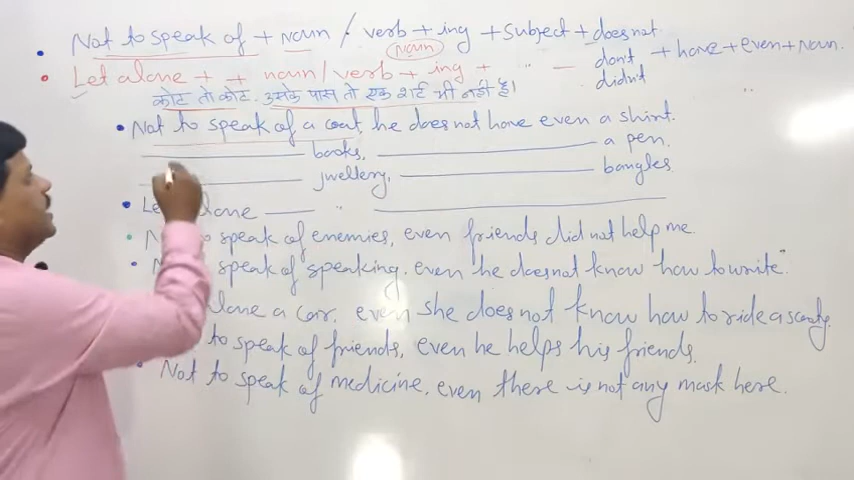 Not to speak of + noun / verb + ing + Subject + does not
(noun) don't + have + even + Noun.
Let alone + + noun / verb + ing + " — didn't
कोट तो कोट. उसके पास तो एक शर्ट भी नहीं है।
Not to speak of a coat, he does not have even a shirt.
books, a pen.
jwellery, bangles.
alone "
to speak of enemies, even friends did not help me.
speak of speaking, even he does not know how to write".
alone a car, even she does not know how to ride a
to speak of friends, even he helps his friends.
Not to speak of medicine, even there is not any mask here.